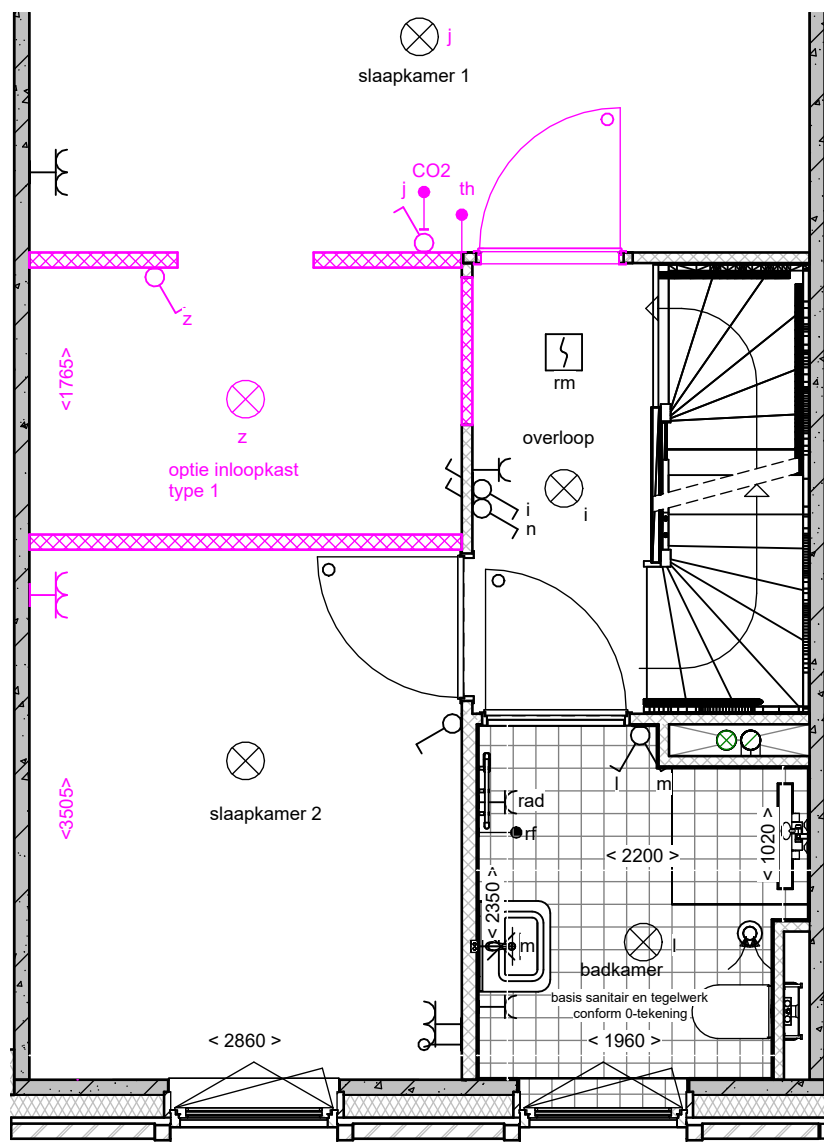 j
slaapkamer 1
CO2
j
th
z
<1765>
rm
z
overloop
optie inloopkast
type 1
i
n
i
<3505>
slaapkamer 2
l
m
rad
rf
< 2200 >
< 1020 >
< 2350 >
m
l
badkamer
basis sanitair en tegelwerk
conform 0-tekening
< 2860 >
< 1960 >